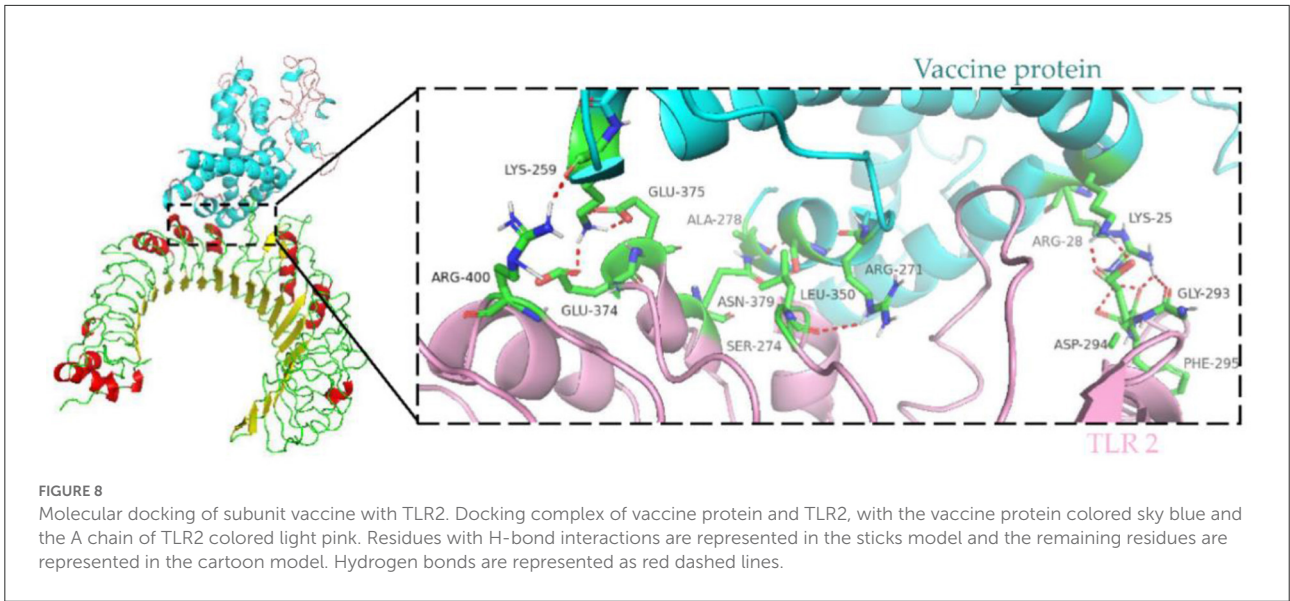 Vaccine protein
LYS-259
GLU-375
ALA-278
LYS-25
ARG-28
ARG-400
ARG-271
GLY-293
ASN-379
LEU-350
GLU-374
SER-274
ASP-294
PHE-295
TLR 2
FIGURE 8
Molecular docking of subunit vaccine with TLR2. Docking complex of vaccine protein and TLR2, with the vaccine protein colored sky blue and
the A chain of TLR2 colored light pink. Residues with H-bond interactions are represented in the sticks model and the remaining residues are
represented in the cartoon model. Hydrogen bonds are represented as red dashed lines.